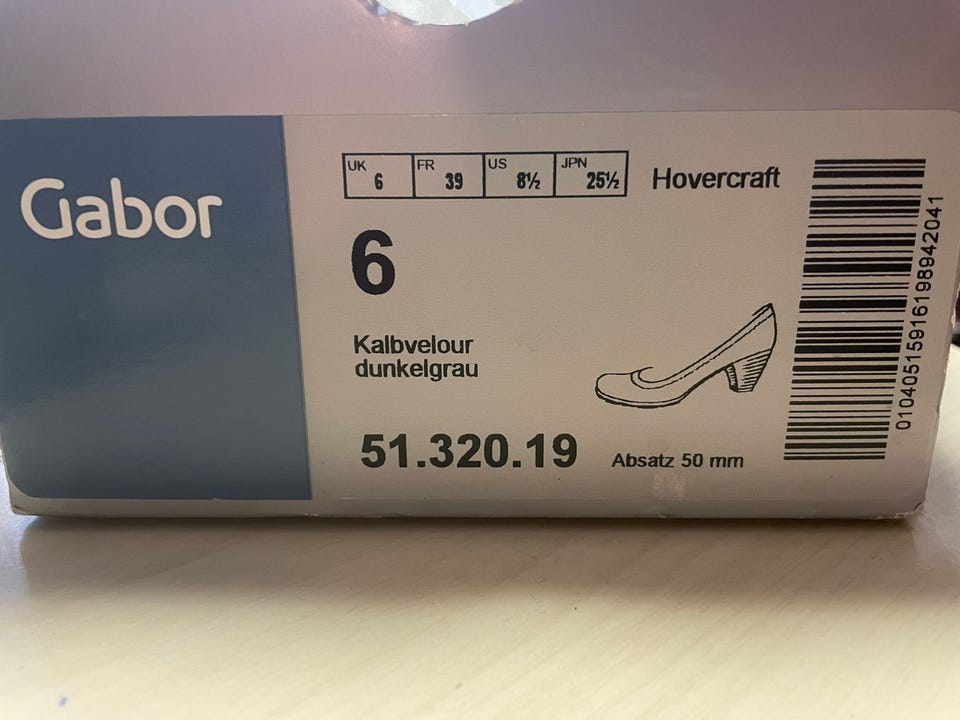 Gabor
UK 6 FR 39 US 8½ JPN 25½
Hovercraft
6
Kalbvelour
dunkelgrau
51.320.19
Absatz 50 mm
01040515916198942041